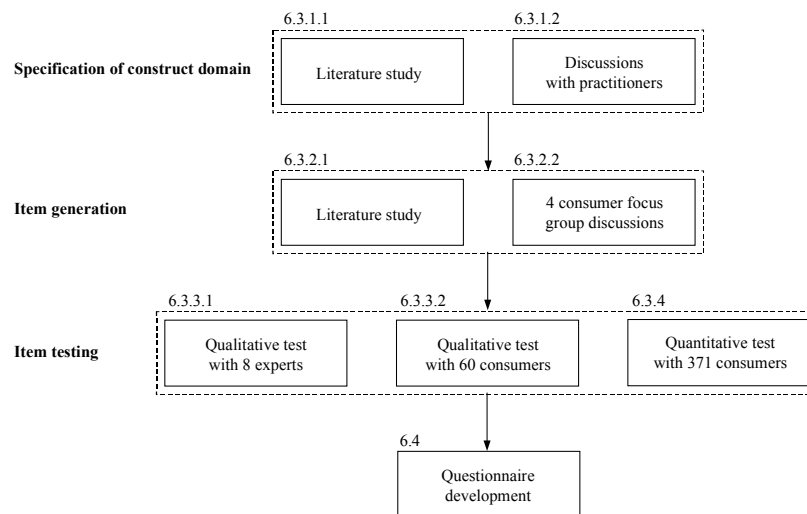 6.3.1.1
6.3.1.2
Specification of construct domain
Literature study
Discussions
with practitioners
6.3.2.1
6.3.2.2
Item generation
Literature study
4 consumer focus
group discussions
6.3.3.1
6.3.3.2
6.3.4
Item testing
Qualitative test
with 8 experts
Qualitative test
with 60 consumers
Quantitative test
with 371 consumers
6.4
Questionnaire
development